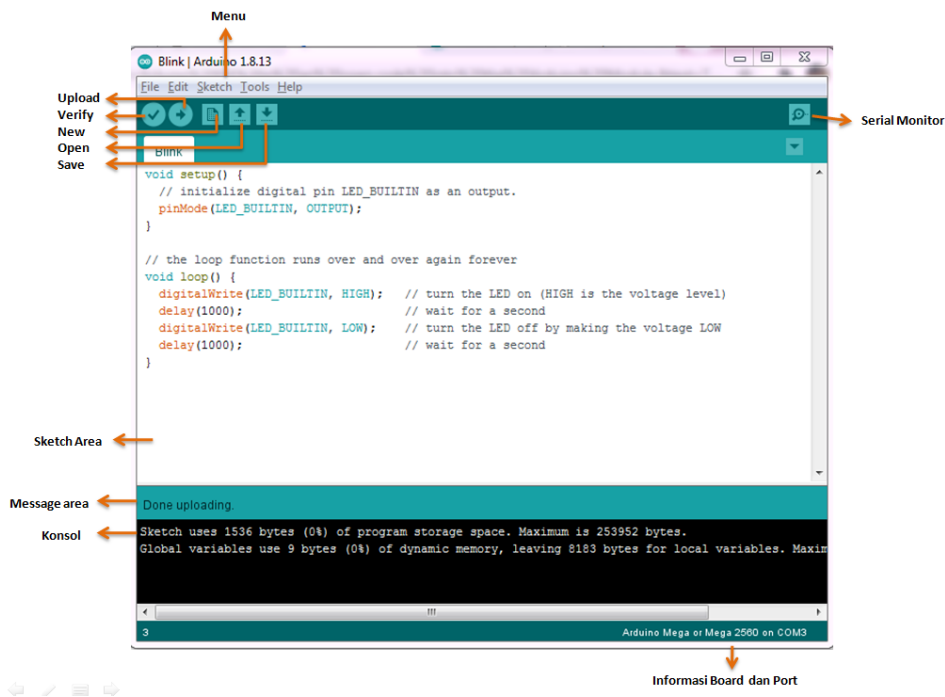 Menu
Blink | Arduino 1.8.13
File Edit Sketch Tools Help
Upload
Verify
New
Open
Save
Serial Monitor
Blink
void setup() {
  // initialize digital pin LED_BUILTIN as an output.
  pinMode(LED_BUILTIN, OUTPUT);
}
// the loop function runs over and over again forever
void loop() {
  digitalWrite(LED_BUILTIN, HIGH);   // turn the LED on (HIGH is the voltage level)
  delay(1000);                       // wait for a second
  digitalWrite(LED_BUILTIN, LOW);    // turn the LED off by making the voltage LOW
  delay(1000);                       // wait for a second
}
Sketch Area
Message area
Done uploading.
Konsol
Sketch uses 1536 bytes (0%) of program storage space. Maximum is 253952 bytes.
Global variables use 9 bytes (0%) of dynamic memory, leaving 8183 bytes for local variables. Maxim
3
Arduino Mega or Mega 2560 on COM3
Informasi Board dan Port